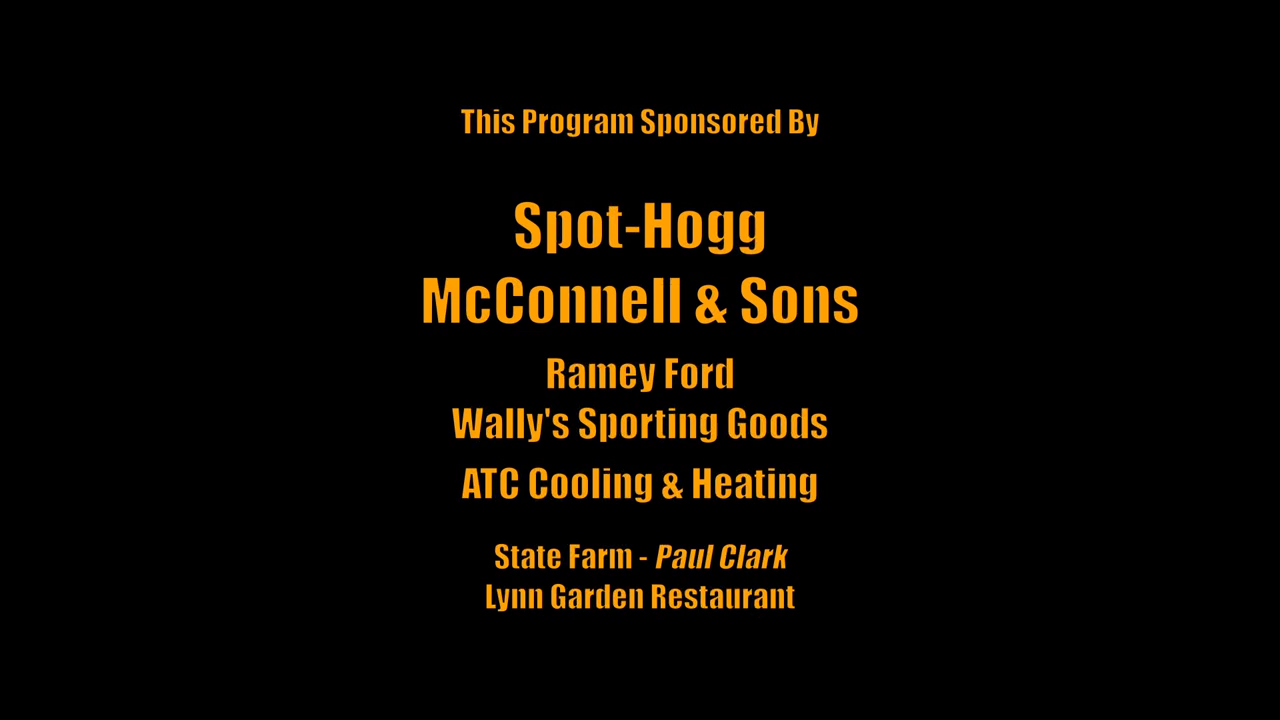 This Program Sponsored By
Spot-Hogg
McConnell & Sons
Ramey Ford
Wally's Sporting Goods
ATC Cooling & Heating
State Farm - Paul Clark
Lynn Garden Restaurant